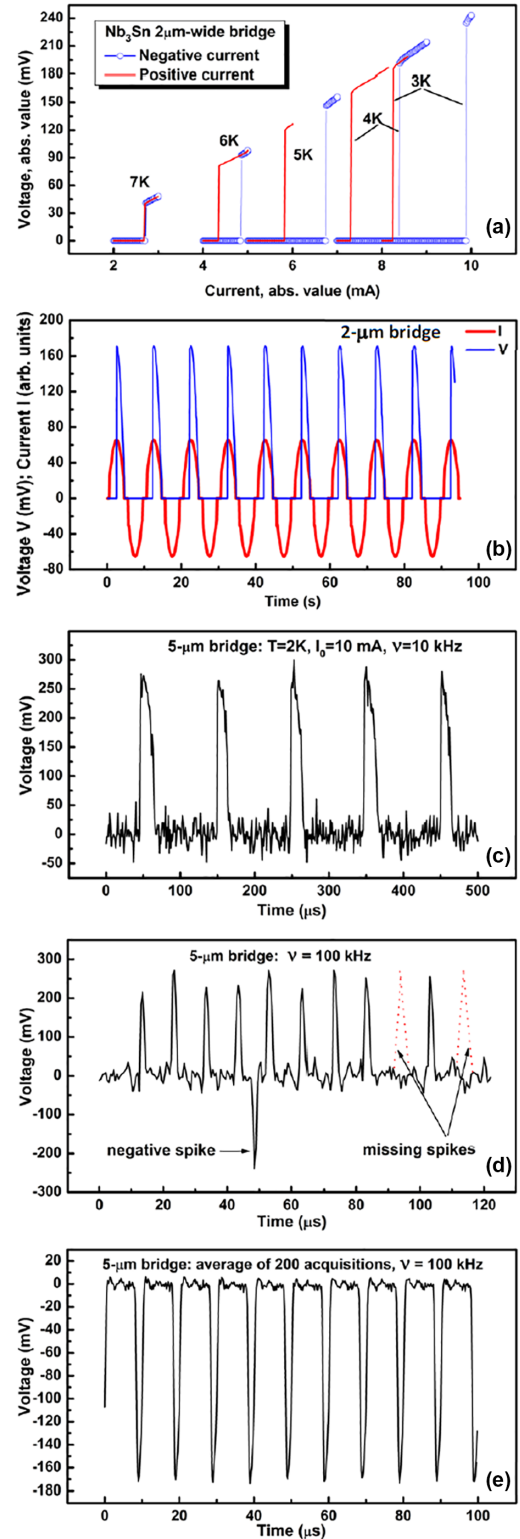 Nb₃Sn 2μm-wide bridge
Negative current
Positive current
Voltage, abs. value (mV)
240
210
180
150
120
90
60
30
0
7K
6K
5K
4K
3K
(a)
2 4 6 8 10
Current, abs. value (mA)
Voltage V (mV); Current I (arb. units)
200
160
120
80
40
0
-40
-80
2-μm bridge
I
V
(b)
0 20 40 60 80 100
Time (s)
5-μm bridge: T=2K, I₀=10 mA, ν=10 kHz
Voltage (mV)
300
250
200
150
100
50
0
-50
(c)
0 100 200 300 400 500
Time (μs)
5-μm bridge: ν = 100 kHz
Voltage (mV)
300
200
100
0
-100
-200
-300
negative spike
missing spikes
(d)
0 20 40 60 80 100 120
Time (μs)
5-μm bridge: average of 200 acquisitions, ν = 100 kHz
Voltage (mV)
20
0
-20
-40
-60
-80
-100
-120
-140
-160
-180
(e)
0 20 40 60 80 100
Time (μs)